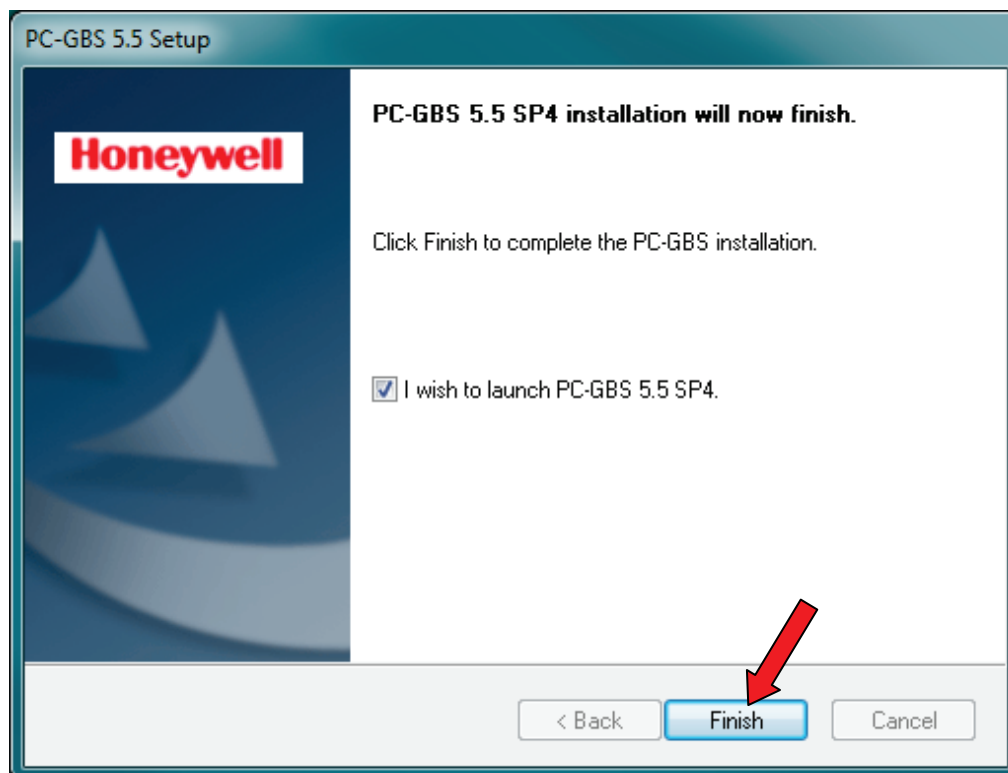 PC-GBS 5.5 Setup
Honeywell
PC-GBS 5.5 SP4 installation will now finish.
Click Finish to complete the PC-GBS installation.
I wish to launch PC-GBS 5.5 SP4.
< Back
Finish
Cancel